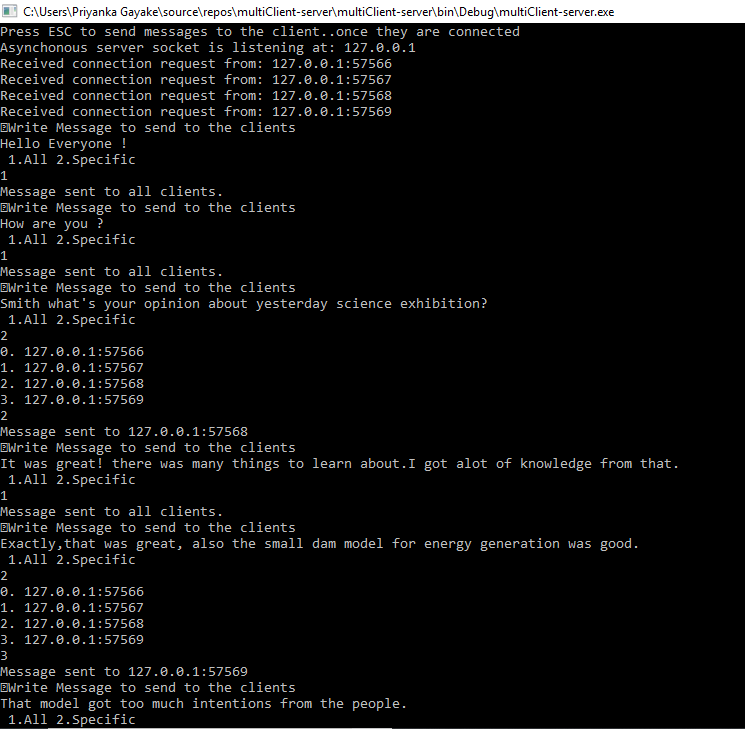 C:\Users\Priyanka Gayake\source\repos\multiClient-server\multiClient-server\bin\Debug\multiClient-server.exe
Press ESC to send messages to the client..once they are connected
Asynchonous server socket is listening at: 127.0.0.1
Received connection request from: 127.0.0.1:57566
Received connection request from: 127.0.0.1:57567
Received connection request from: 127.0.0.1:57568
Received connection request from: 127.0.0.1:57569
Write Message to send to the clients
Hello Everyone !
1.All 2.Specific
1
Message sent to all clients.
Write Message to send to the clients
How are you ?
1.All 2.Specific
1
Message sent to all clients.
Write Message to send to the clients
Smith what's your opinion about yesterday science exhibition?
1.All 2.Specific
2
0. 127.0.0.1:57566
1. 127.0.0.1:57567
2. 127.0.0.1:57568
3. 127.0.0.1:57569
2
Message sent to 127.0.0.1:57568
Write Message to send to the clients
It was great! there was many things to learn about.I got alot of knowledge from that.
1.All 2.Specific
1
Message sent to all clients.
Write Message to send to the clients
Exactly,that was great, also the small dam model for energy generation was good.
1.All 2.Specific
2
0. 127.0.0.1:57566
1. 127.0.0.1:57567
2. 127.0.0.1:57568
3. 127.0.0.1:57569
3
Message sent to 127.0.0.1:57569
Write Message to send to the clients
That model got too much intentions from the people.
1.All 2.Specific